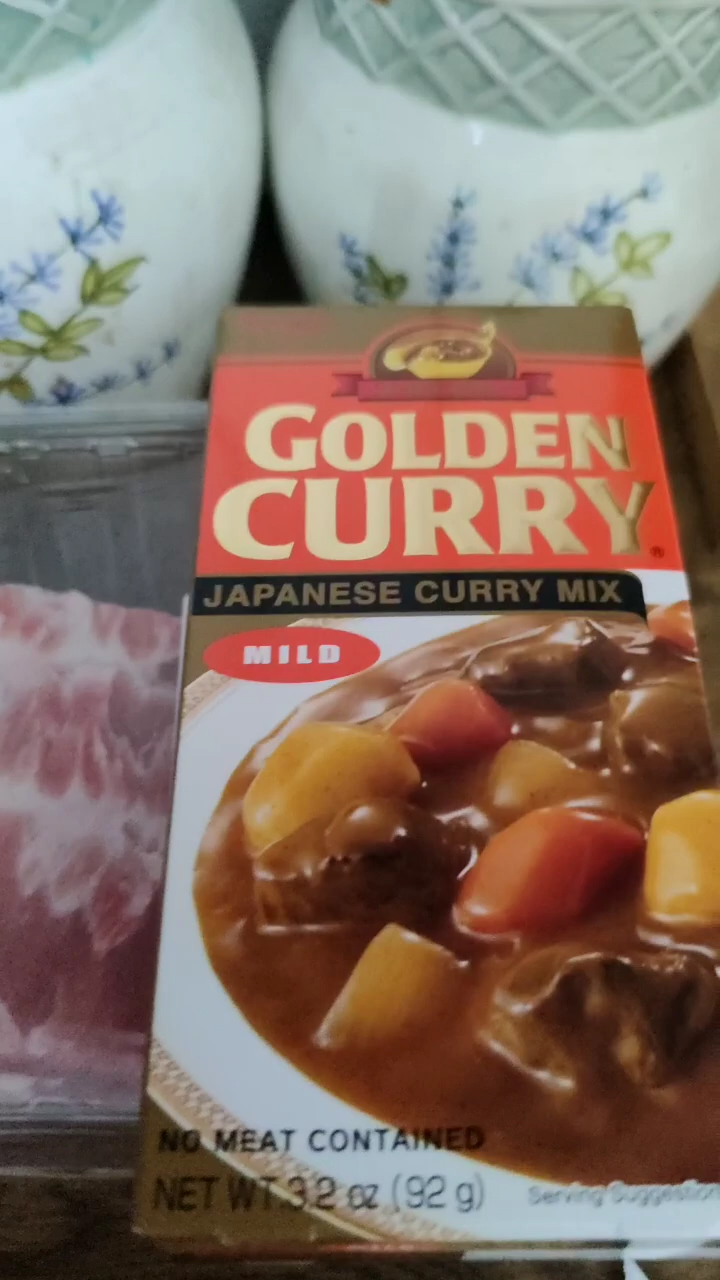 GOLDEN
CURRY®
JAPANESE CURRY MIX
MILD
NO MEAT CONTAINED
NET WT.3.2 oz (92 g)
Serving Suggestion